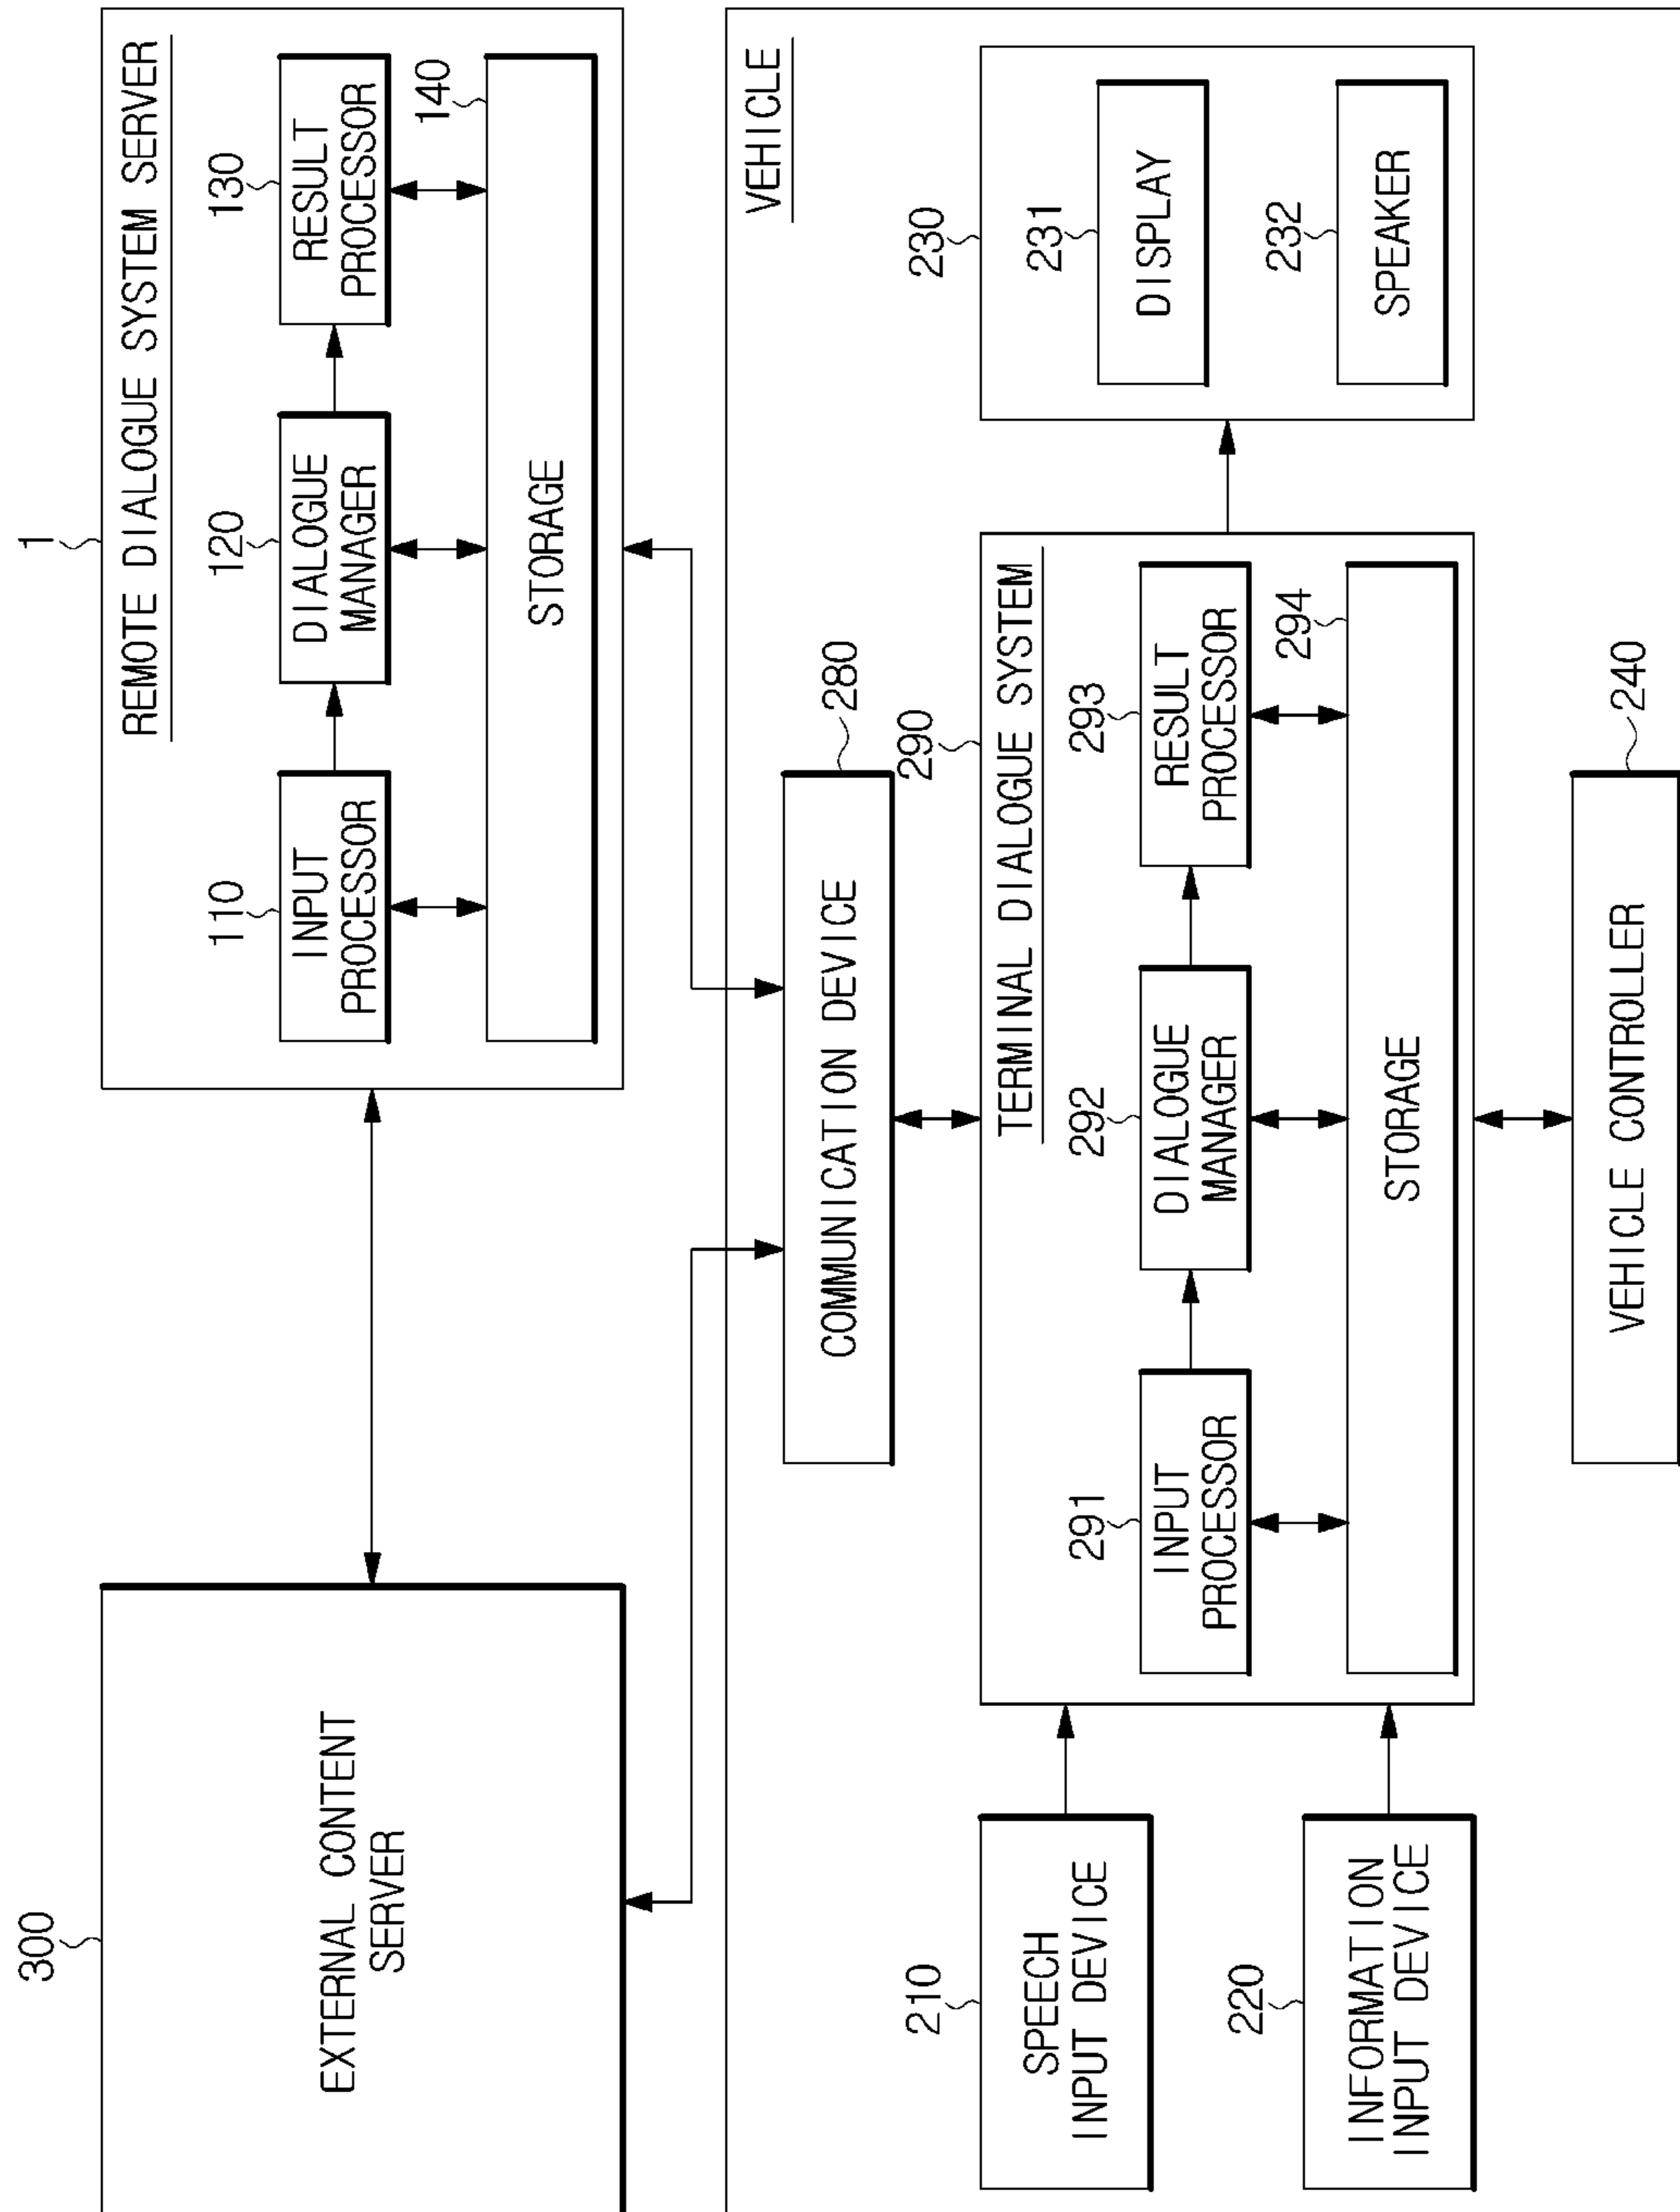 300
EXTERNAL CONTENT
SERVER
1
REMOTE DIALOGUE SYSTEM SERVER
110
INPUT
PROCESSOR
120
DIALOGUE
MANAGER
130
RESULT
PROCESSOR
140
STORAGE
VEHICLE
280
COMMUNICATION DEVICE
210
SPEECH
INPUT DEVICE
220
INFORMATION
INPUT DEVICE
290
TERMINAL DIALOGUE SYSTEM
291
INPUT
PROCESSOR
292
DIALOGUE
MANAGER
293
RESULT
PROCESSOR
294
STORAGE
230
231
DISPLAY
232
SPEAKER
240
VEHICLE CONTROLLER